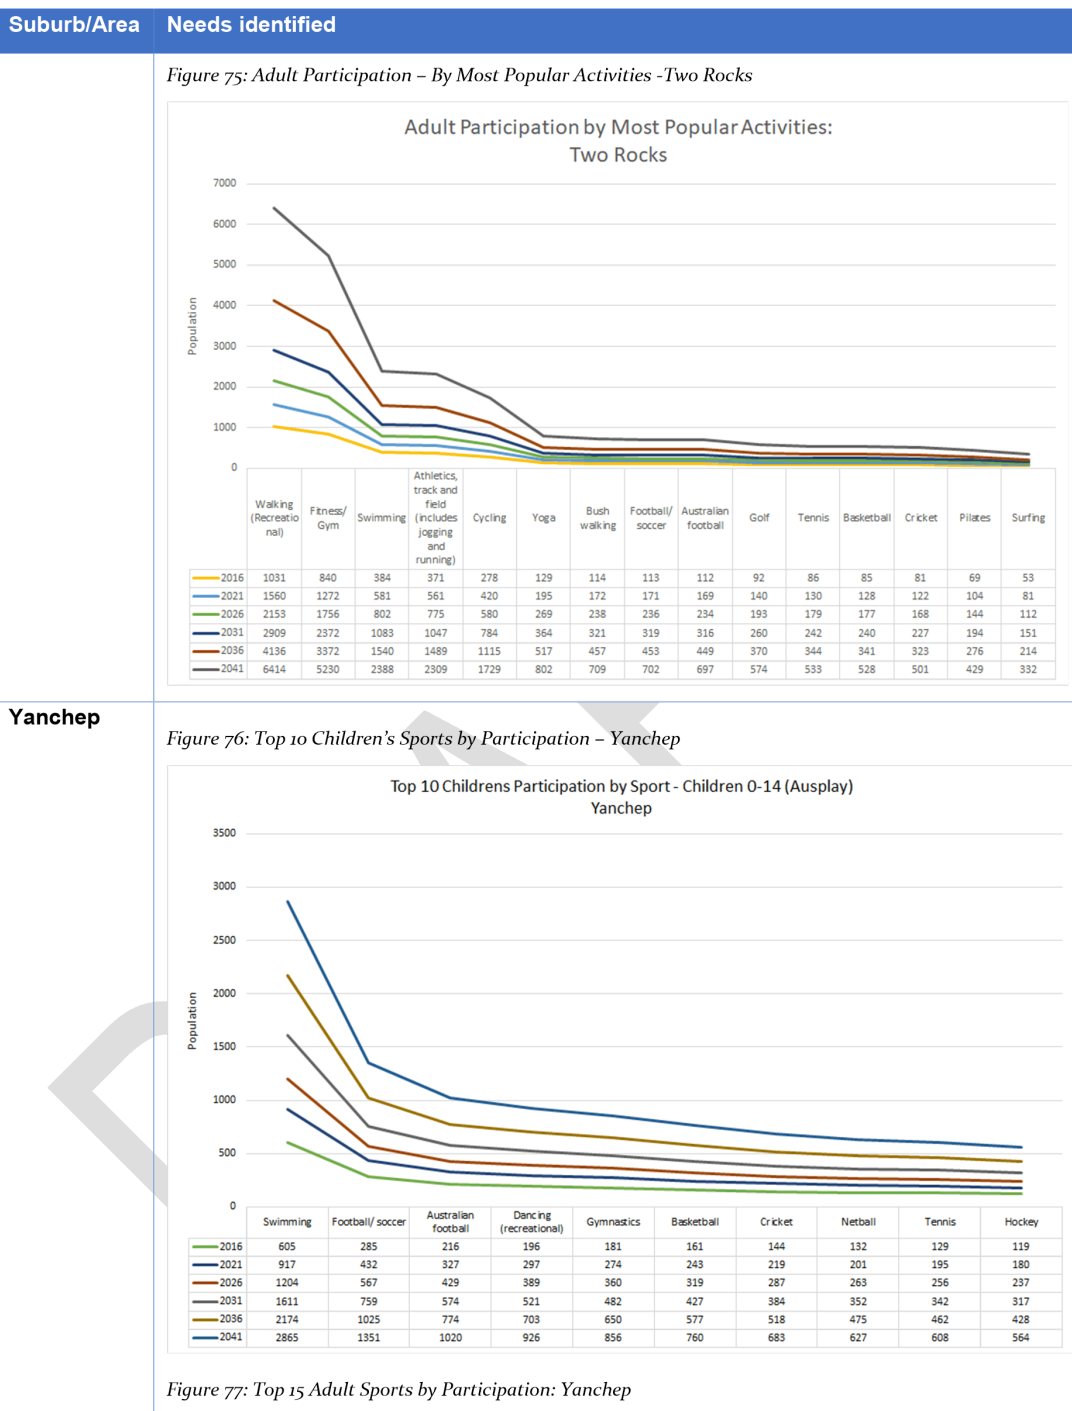 Suburb/Area Needs identified
Figure 75: Adult Participation – By Most Popular Activities -Two Rocks
Adult Participation by Most Popular Activities:
Two Rocks
7000
6000
5000
4000
3000
2000
1000
0
Population
Walking (Recreatio nal) Fitness/ Gym Swimming Athletics, track and field (includes jogging and running) Cycling Yoga Bush walking Football/ soccer Australian football Golf Tennis Basketball Cricket Pilates Surfing
2016 1031 840 384 371 278 129 114 113 112 92 86 85 81 69 53
2021 1560 1272 581 561 420 195 172 171 169 140 130 128 122 104 81
2026 2153 1756 802 775 580 269 238 236 234 193 179 177 168 144 112
2031 2909 2372 1083 1047 784 364 321 319 316 260 242 240 227 194 151
2036 4136 3372 1540 1489 1115 517 457 453 449 370 344 341 323 276 214
2041 6414 5230 2388 2309 1729 802 709 702 697 574 533 528 501 429 332
Yanchep
Figure 76: Top 10 Children’s Sports by Participation – Yanchep
Top 10 Childrens Participation by Sport - Children 0-14 (Ausplay)
Yanchep
3500
3000
2500
2000
1500
1000
500
0
Population
Swimming Football/ soccer Australian football Dancing (recreational) Gymnastics Basketball Cricket Netball Tennis Hockey
2016 605 285 216 196 181 161 144 132 129 119
2021 917 432 327 297 274 243 219 201 195 180
2026 1204 567 429 389 360 319 287 263 256 237
2031 1611 759 574 521 482 427 384 352 342 317
2036 2174 1025 774 703 650 577 518 475 462 428
2041 2865 1351 1020 926 856 760 683 627 608 564
Figure 77: Top 15 Adult Sports by Participation: Yanchep